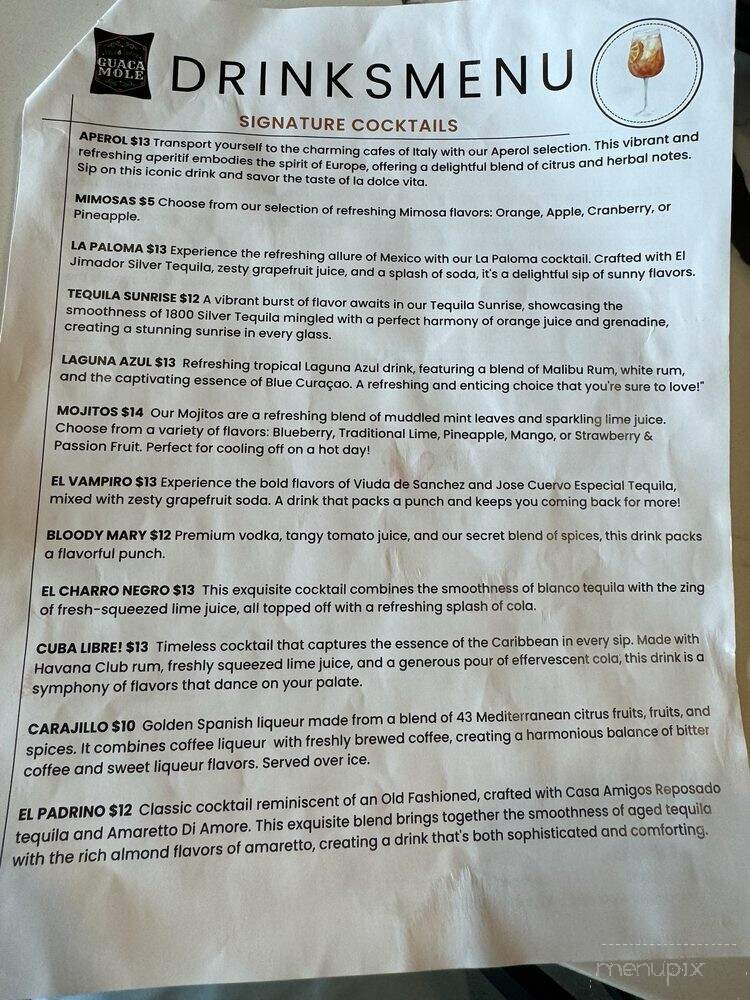 GUACA
MOLE
DRINKSMENU
SIGNATURE COCKTAILS
APEROL $13 Transport yourself to the charming cafes of Italy with our Aperol selection. This vibrant and
refreshing aperitif embodies the spirit of Europe, offering a delightful blend of citrus and herbal notes.
Sip on this iconic drink and savor the taste of la dolce vita.
MIMOSAS $5 Choose from our selection of refreshing Mimosa flavors: Orange, Apple, Cranberry, or
Pineapple.
LA PALOMA $13 Experience the refreshing allure of Mexico with our La Paloma cocktail. Crafted with El
Jimador Silver Tequila, zesty grapefruit juice, and a splash of soda, it's a delightful sip of sunny flavors.
TEQUILA SUNRISE $12 A vibrant burst of flavor awaits in our Tequila Sunrise, showcasing the
smoothness of 1800 Silver Tequila mingled with a perfect harmony of orange juice and grenadine,
creating a stunning sunrise in every glass.
LAGUNA AZUL $13 Refreshing tropical Laguna Azul drink, featuring a blend of Malibu Rum, white rum,
and the captivating essence of Blue Curaçao. A refreshing and enticing choice that you're sure to love!"
MOJITOS $14 Our Mojitos are a refreshing blend of muddled mint leaves and sparkling lime juice.
Choose from a variety of flavors: Blueberry, Traditional Lime, Pineapple, Mango, or Strawberry &
Passion Fruit. Perfect for cooling off on a hot day!
EL VAMPIRO $13 Experience the bold flavors of Viuda de Sanchez and Jose Cuervo Especial Tequila,
mixed with zesty grapefruit soda. A drink that packs a punch and keeps you coming back for more!
BLOODY MARY $12 Premium vodka, tangy tomato juice, and our secret blend of spices, this drink packs
a flavorful punch.
EL CHARRO NEGRO $13 This exquisite cocktail combines the smoothness of blanco tequila with the zing
of fresh-squeezed lime juice, all topped off with a refreshing splash of cola.
CUBA LIBRE! $13 Timeless cocktail that captures the essence of the Caribbean in every sip. Made with
Havana Club rum, freshly squeezed lime juice, and a generous pour of effervescent cola, this drink is a
symphony of flavors that dance on your palate.
CARAJILLO $10 Golden Spanish liqueur made from a blend of 43 Mediterranean citrus fruits, fruits, and
spices. It combines coffee liqueur with freshly brewed coffee, creating a harmonious balance of bitter
coffee and sweet liqueur flavors. Served over ice.
EL PADRINO $12 Classic cocktail reminiscent of an Old Fashioned, crafted with Casa Amigos Reposado
tequila and Amaretto Di Amore. This exquisite blend brings together the smoothness of aged tequila
with the rich almond flavors of amaretto, creating a drink that's both sophisticated and comforting.
menupix